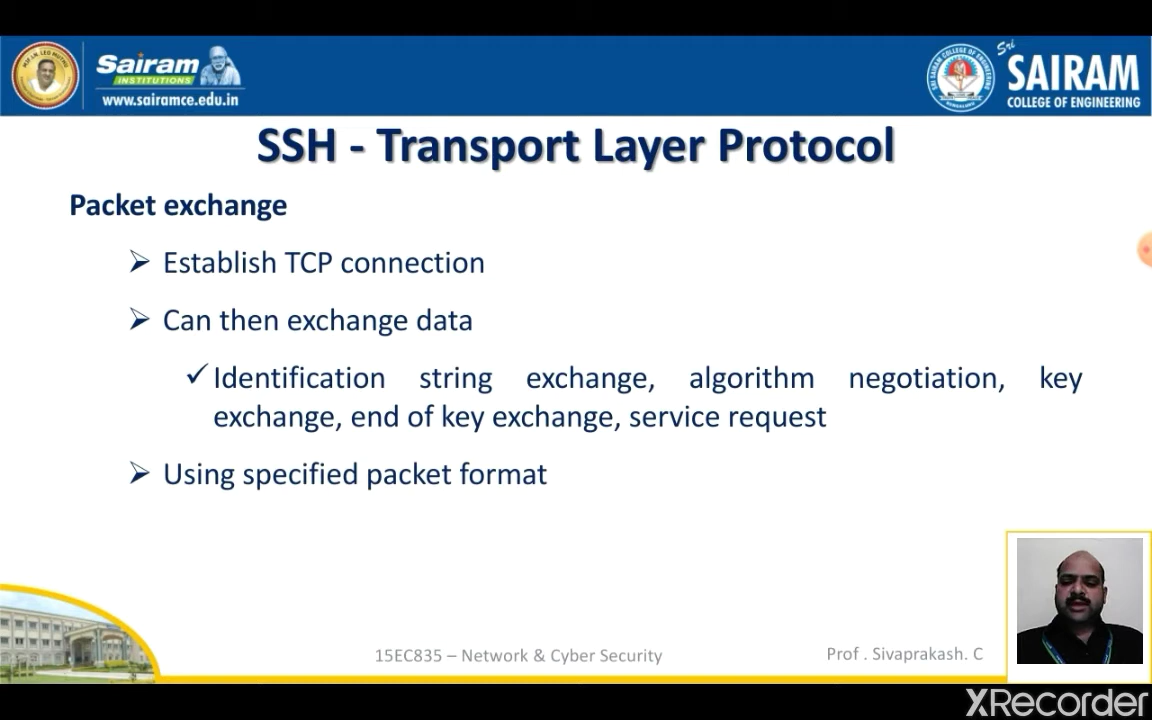 Sairam
INSTITUTIONS
www.sairamce.edu.in
Sri
SAIRAM
COLLEGE OF ENGINEERING
SSH - Transport Layer Protocol
Packet exchange
➢ Establish TCP connection
➢ Can then exchange data
✓ Identification string exchange, algorithm negotiation, key
exchange, end of key exchange, service request
➢ Using specified packet format
15EC835 – Network & Cyber Security
Prof . Sivaprakash. C
XRecorder